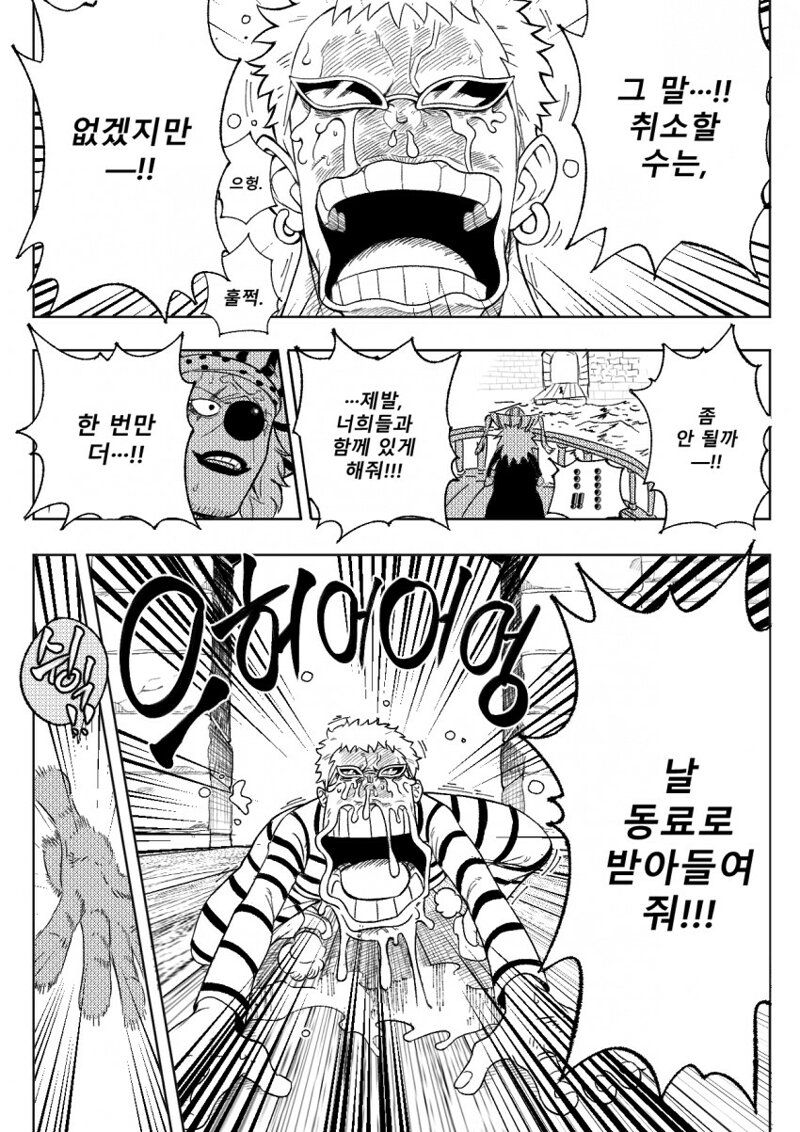 그 말···!!
취소할
수는,
없겠지만
—!!
으헝.
훌쩍.
좀
안 될까
—!!
···제발,
너희들과
함께 있게
해줘!!!
한 번만
더···!!
으허어어엉
날
동료로
받아들여
줘!!!